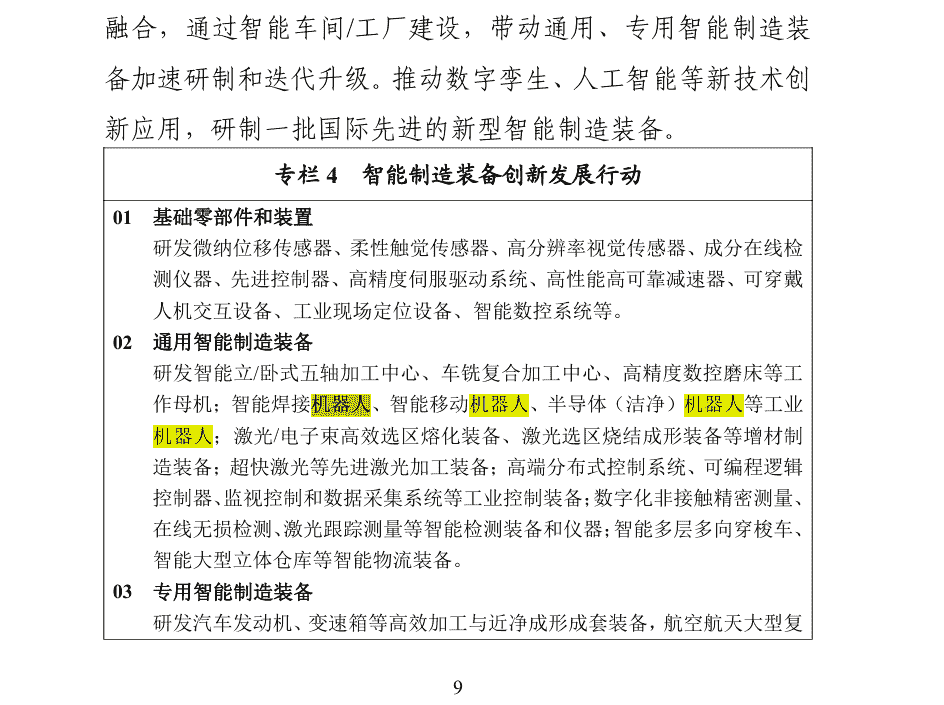 融合，通过智能车间/工厂建设，带动通用、专用智能制造装
备加速研制和迭代升级。推动数字孪生、人工智能等新技术创
新应用，研制一批国际先进的新型智能制造装备。
专栏 4 智能制造装备创新发展行动
01 基础零部件和装置
研发微纳位移传感器、柔性触觉传感器、高分辨率视觉传感器、成分在线检
测仪器、先进控制器、高精度伺服驱动系统、高性能高可靠减速器、可穿戴
人机交互设备、工业现场定位设备、智能数控系统等。
02 通用智能制造装备
研发智能立/卧式五轴加工中心、车铣复合加工中心、高精度数控磨床等工
作母机；智能焊接机器人、智能移动机器人、半导体（洁净）机器人等工业
机器人；激光/电子束高效选区熔化装备、激光选区烧结成形装备等增材制
造装备；超快激光等先进激光加工装备；高端分布式控制系统、可编程逻辑
控制器、监视控制和数据采集系统等工业控制装备；数字化非接触精密测量、
在线无损检测、激光跟踪测量等智能检测装备和仪器；智能多层多向穿梭车、
智能大型立体仓库等智能物流装备。
03 专用智能制造装备
研发汽车发动机、变速箱等高效加工与近净成形成套装备，航空航天大型复
9